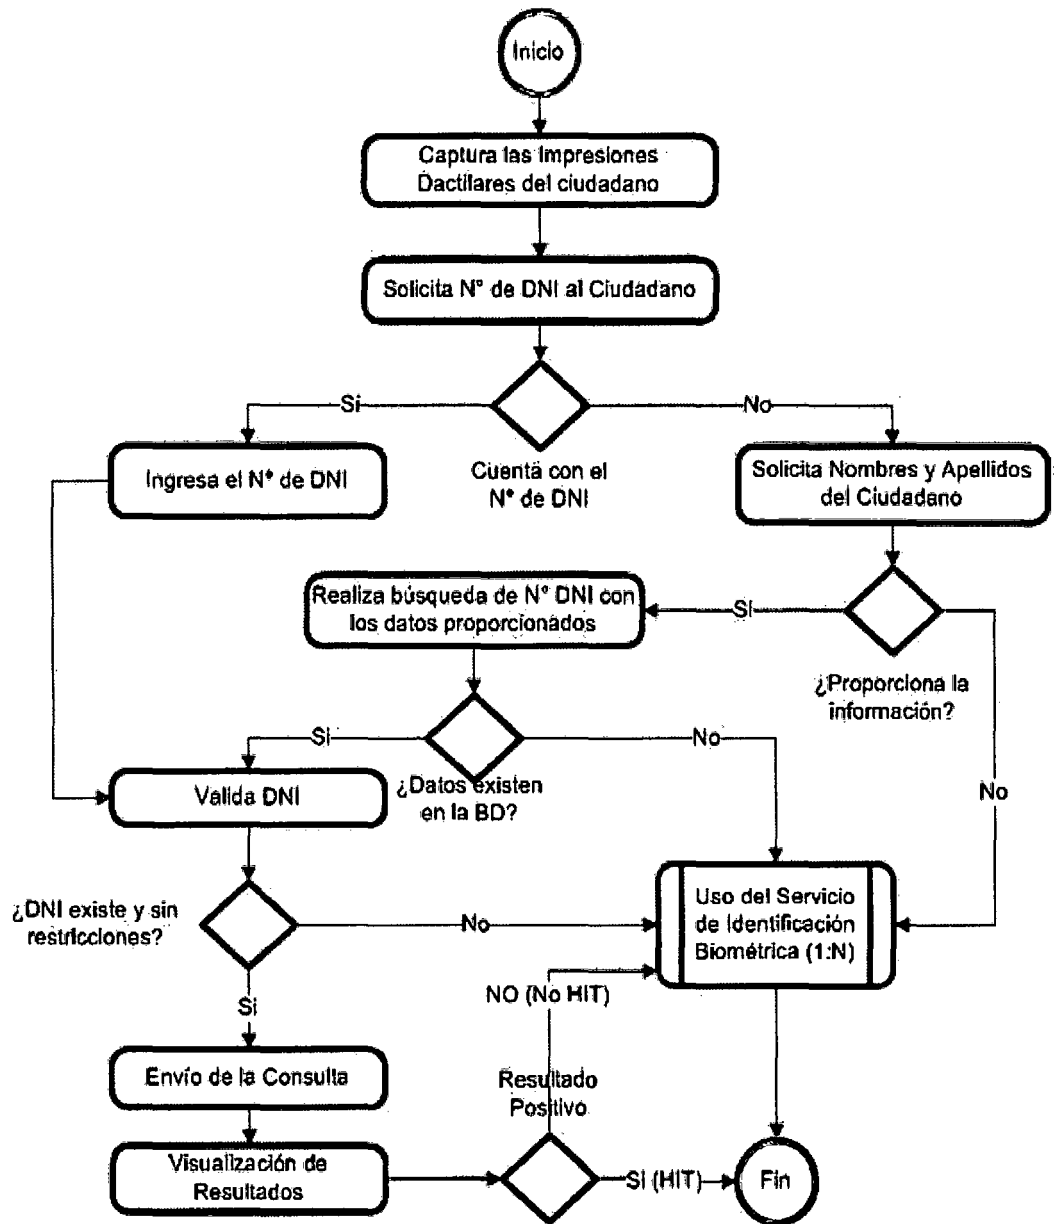 Inicio
Captura las Impresiones
Dactilares del ciudadano
Solicita N° de DNI al Ciudadano
Si
No
Ingresa el N° de DNI
Cuenta con el
N° de DNI
Solicita Nombres y Apellidos
del Ciudadano
Realiza búsqueda de N° DNI con
los datos proporcionados
Si
¿Proporciona la
información?
Si
No
Valida DNI
¿Datos existen
en la BD?
No
¿DNI existe y sin
restricciones?
No
Uso del Servicio
de Identificación
Biométrica (1:N)
Si
NO (No HIT)
Envío de la Consulta
Resultado
Positivo
Visualización de
Resultados
SI (HIT)
Fin